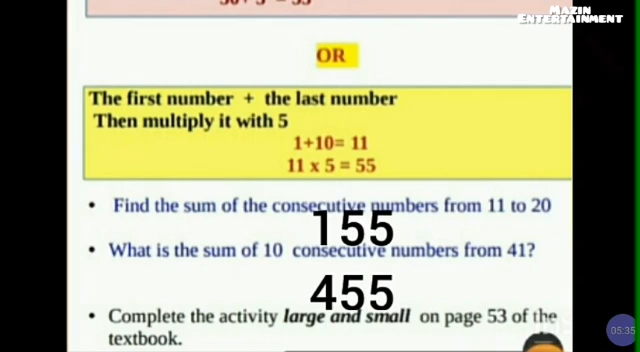 MAZIN
ENTERTAINMENT
OR
The first number + the last number
Then multiply it with 5
1+10= 11
11 x 5 = 55
• Find the sum of the consecutive numbers from 11 to 20
155
• What is the sum of 10 consecutive numbers from 41?
455
• Complete the activity large and small on page 53 of the
textbook.
05:35